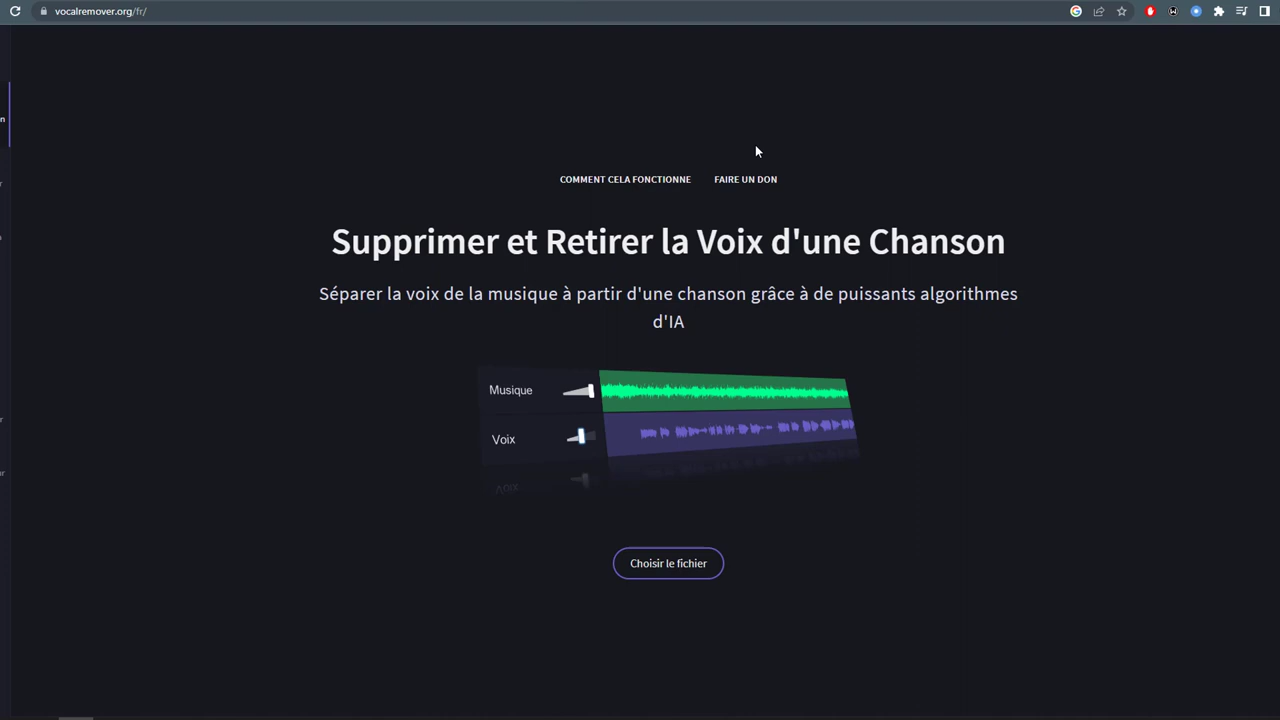 vocalremover.org/fr/
COMMENT CELA FONCTIONNE FAIRE UN DON
Supprimer et Retirer la Voix d'une Chanson
Séparer la voix de la musique à partir d'une chanson grâce à de puissants algorithmes
d'IA
Musique
Voix
Choisir le fichier